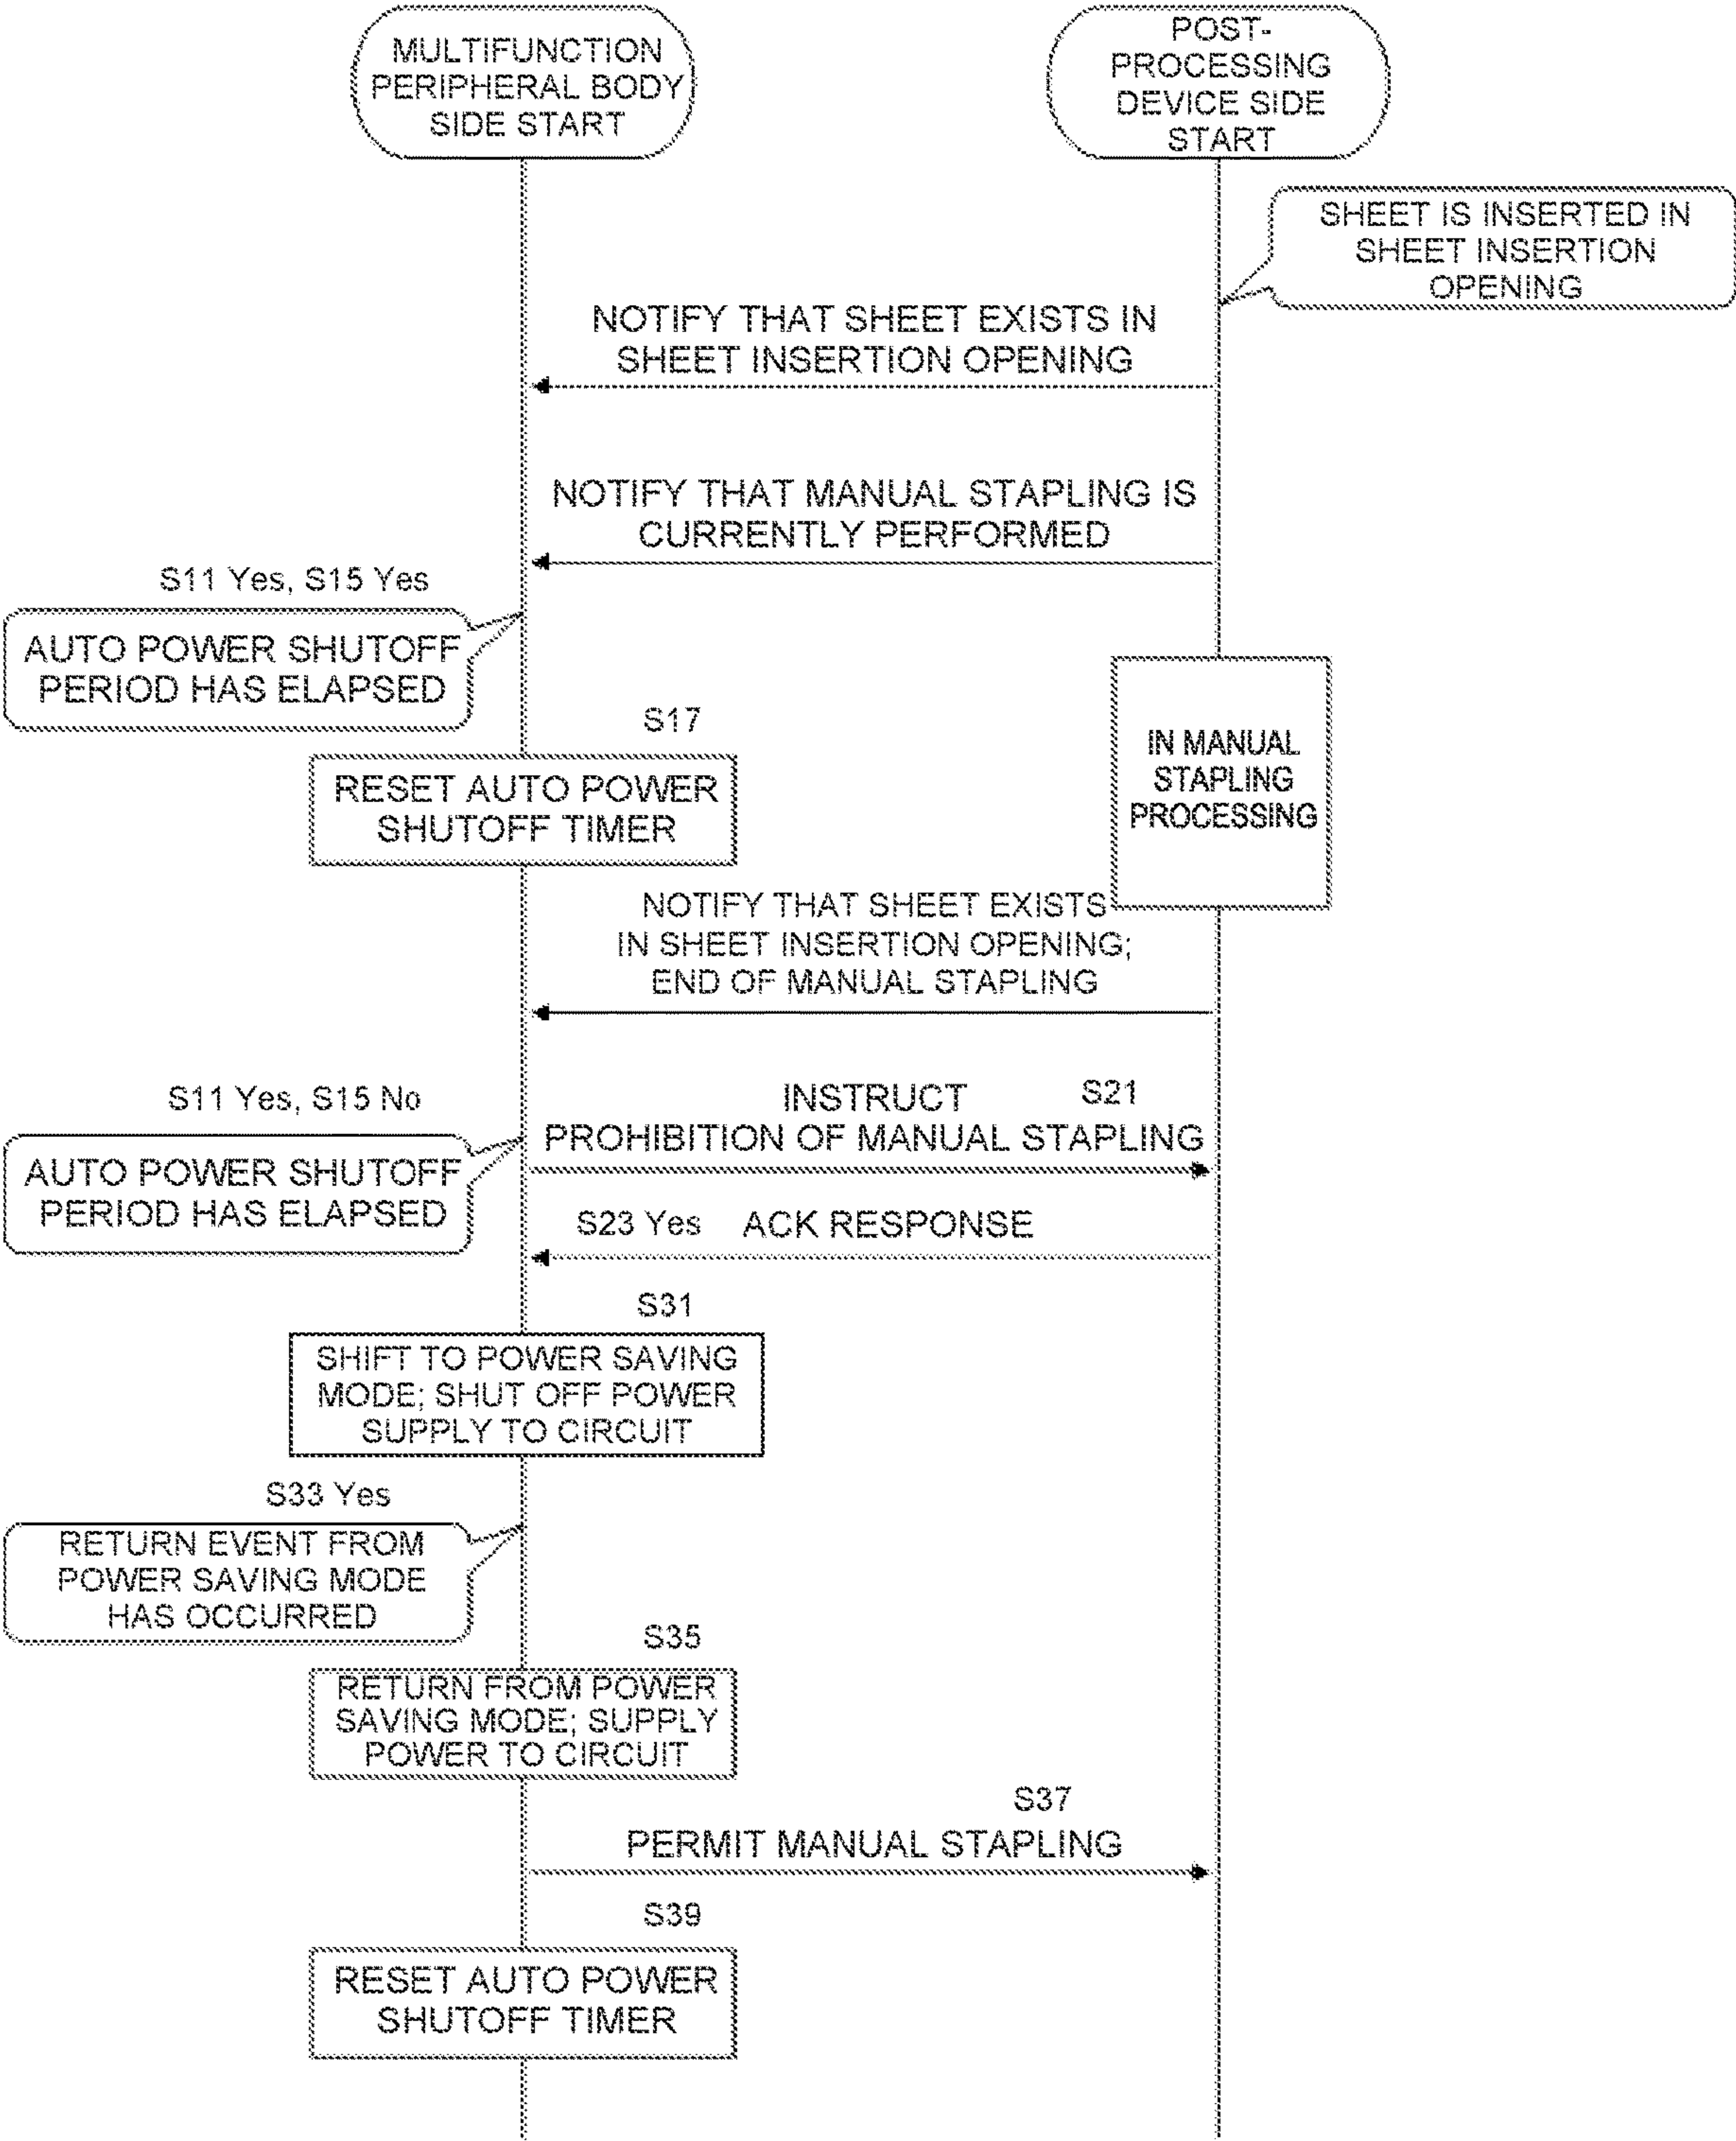 MULTIFUNCTION
PERIPHERAL BODY
SIDE START
POST-
PROCESSING
DEVICE SIDE
START
SHEET IS INSERTED IN
SHEET INSERTION
OPENING
NOTIFY THAT SHEET EXISTS IN
SHEET INSERTION OPENING
NOTIFY THAT MANUAL STAPLING IS
CURRENTLY PERFORMED
S11 Yes, S15 Yes
AUTO POWER SHUTOFF
PERIOD HAS ELAPSED
IN MANUAL
STAPLING
PROCESSING
S17
RESET AUTO POWER
SHUTOFF TIMER
NOTIFY THAT SHEET EXISTS
IN SHEET INSERTION OPENING;
END OF MANUAL STAPLING
S11 Yes, S15 No
AUTO POWER SHUTOFF
PERIOD HAS ELAPSED
INSTRUCT S21
PROHIBITION OF MANUAL STAPLING
S23 Yes ACK RESPONSE
S31
SHIFT TO POWER SAVING
MODE; SHUT OFF POWER
SUPPLY TO CIRCUIT
S33 Yes
RETURN EVENT FROM
POWER SAVING MODE
HAS OCCURRED
S35
RETURN FROM POWER
SAVING MODE; SUPPLY
POWER TO CIRCUIT
S37
PERMIT MANUAL STAPLING
S39
RESET AUTO POWER
SHUTOFF TIMER